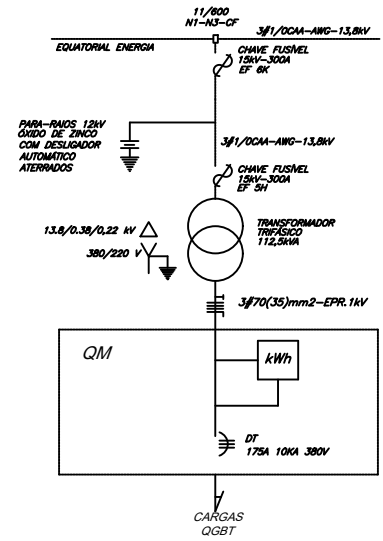 11/600
N1-N3-CF
3#1/0CAA-AWG-13,8kV
EQUATORIAL ENERGIA
CHAVE FUSÍVEL
15kV-300A
EF 6K
PARA-RAIOS 12kV
ÓXIDO DE ZINCO
COM DESLIGADOR
AUTOMÁTICO
ATERRADOS
3#1/0CAA-AWG-13,8kV
CHAVE FUSÍVEL
15kV-300A
EF 5H
TRANSFORMADOR
TRIFÁSICO
112,5kVA
13.8/0.38/0,22 kV
380/220 V
3#70(35)mm2-EPR.1kV
QM
kWh
DT
175A 10KA 380V
CARGAS
QGBT